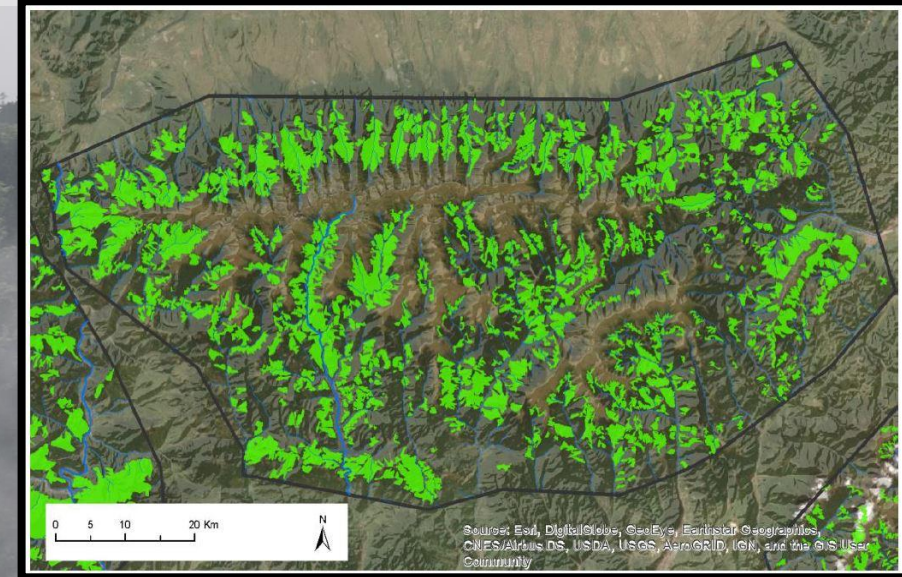 0 5 10 20 Km
N
Source: Esri, DigitalGlobe, GeoEye, Earthstar Geographics,
CNES/Airbus DS, USDA, USGS, AeroGRID, IGN, and the GIS User
Community